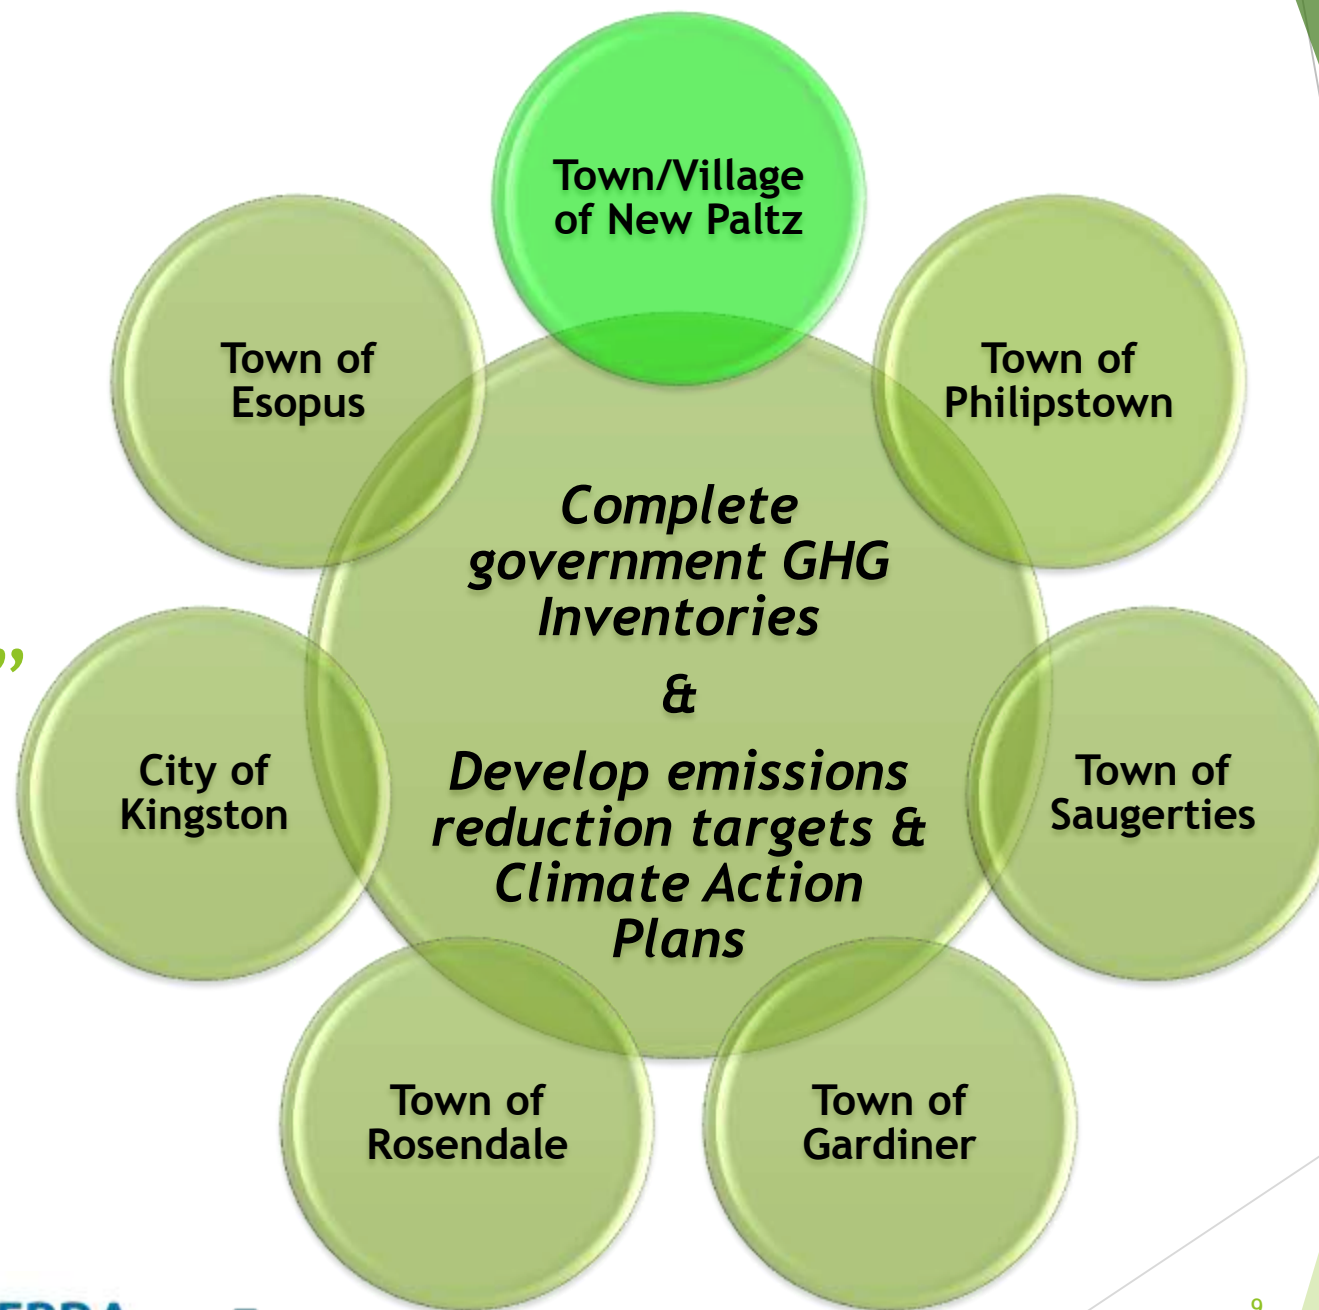 Town/Village
of New Paltz
Town of
Philipstown
Town of
Saugerties
Town of
Gardiner
Town of
Rosendale
City of
Kingston
Town of
Esopus
Complete
government GHG
Inventories
&
Develop emissions
reduction targets &
Climate Action
Plans
”
9